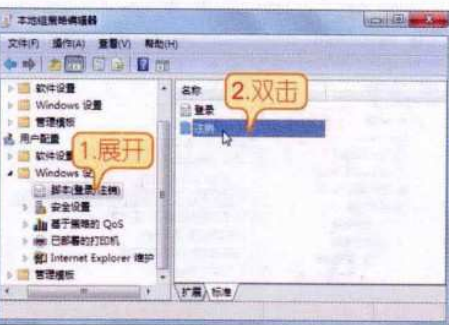 本地组策略编辑器
文件(F) 操作(A) 查看(V) 帮助(H)
软件设置
Windows 设置
管理模板
用户配置
软件设置
Windows 设
脚本(登录/注销)
安全设置
基于策略的 QoS
已部署的打印机
Internet Explorer 维护
管理模板
1.展开
名称
登录
注销
2.双击
扩展 标准